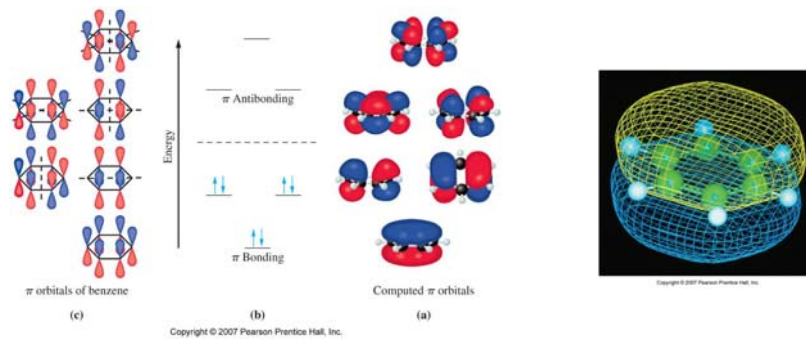 Energy
π Antibonding
π Bonding
π orbitals of benzene
Computed π orbitals
(c)
(b)
(a)
Copyright © 2007 Pearson Prentice Hall, Inc.
Copyright © 2007 Pearson Prentice Hall, Inc.